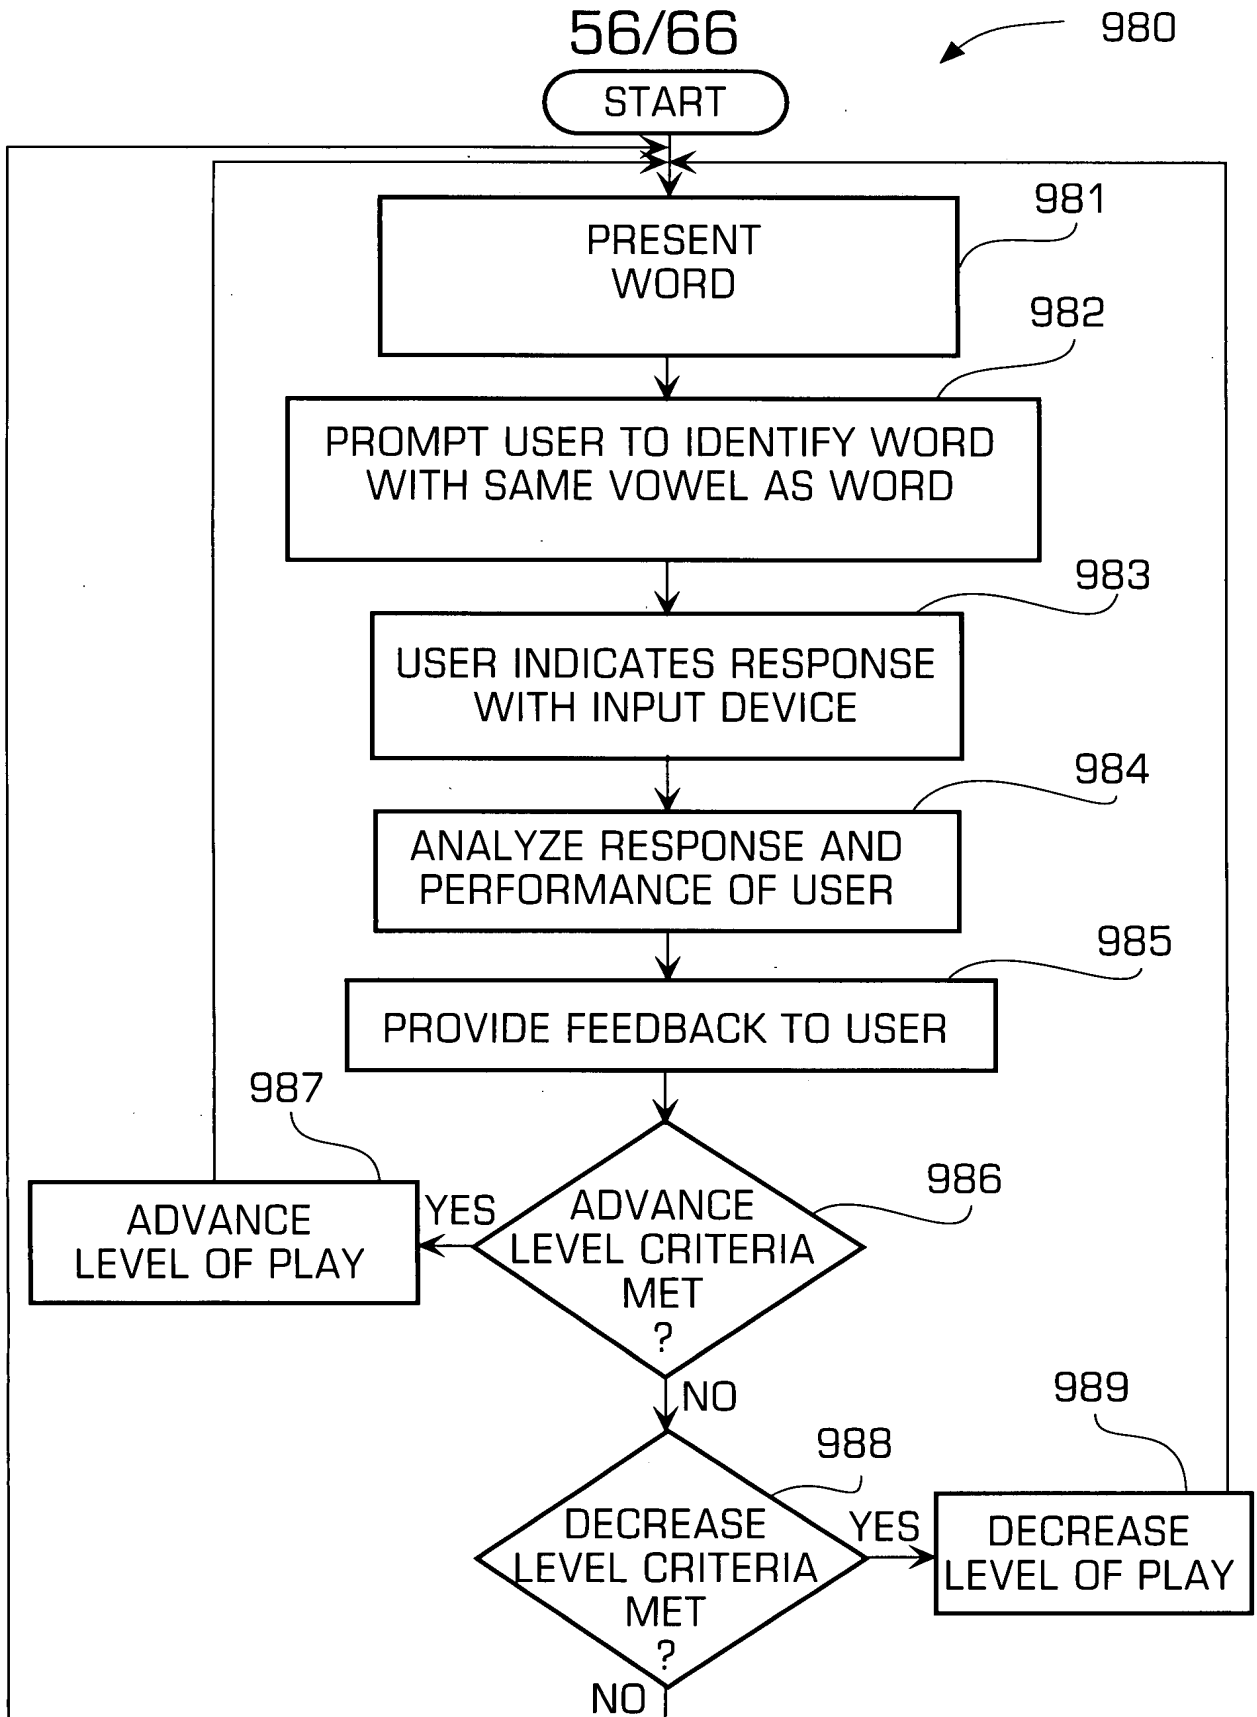 56/66
980
START
981
PRESENT
WORD
982
PROMPT USER TO IDENTIFY WORD
WITH SAME VOWEL AS WORD
983
USER INDICATES RESPONSE
WITH INPUT DEVICE
984
ANALYZE RESPONSE AND
PERFORMANCE OF USER
985
PROVIDE FEEDBACK TO USER
987
986
ADVANCE
LEVEL OF PLAY
YES
ADVANCE
LEVEL CRITERIA
MET
?
NO
989
988
DECREASE
LEVEL CRITERIA
MET
?
YES
DECREASE
LEVEL OF PLAY
NO